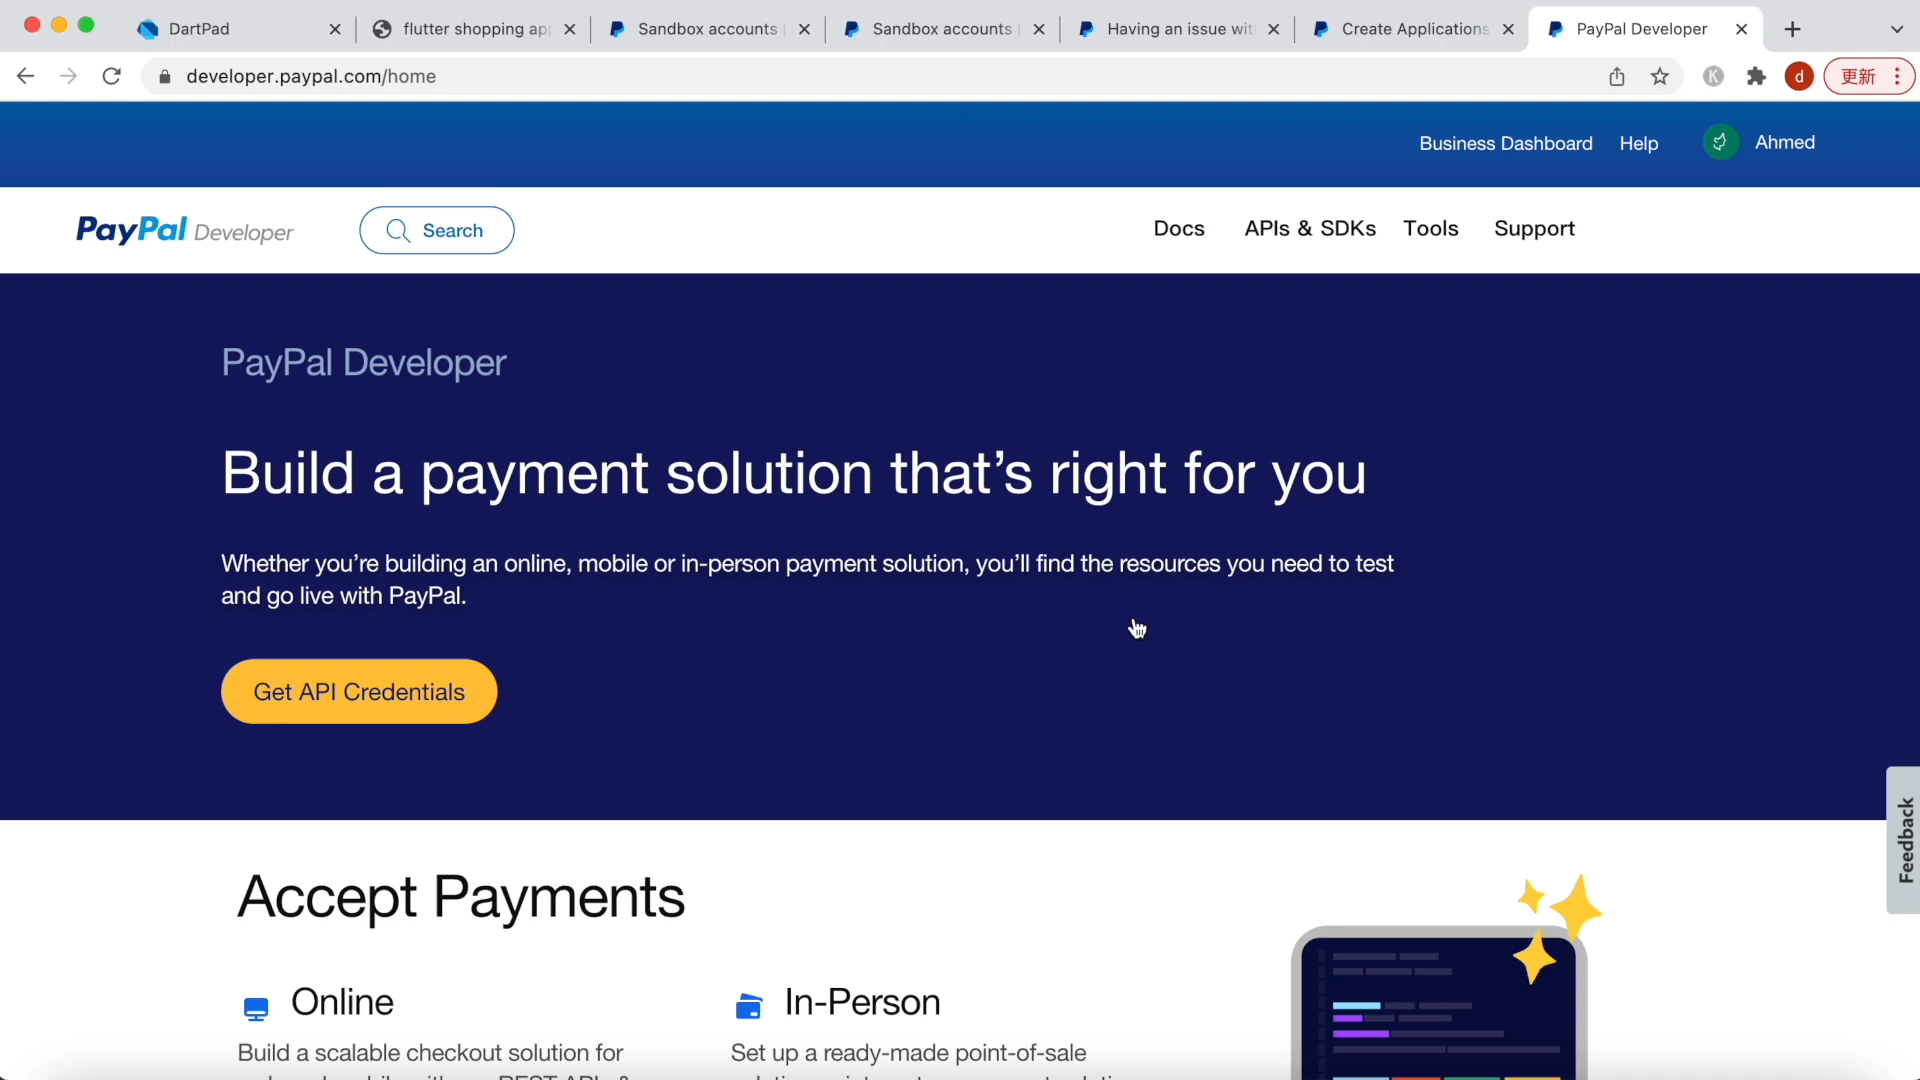 DartPad
flutter shopping app
Sandbox accounts
Sandbox accounts
Having an issue wit
Create Applications
PayPal Developer
developer.paypal.com/home
K
d
更新
Business Dashboard
Help
Ahmed
PayPal Developer
Search
Docs
APIs & SDKs
Tools
Support
PayPal Developer
Build a payment solution that’s right for you
Whether you’re building an online, mobile or in-person payment solution, you’ll find the resources you need to test
and go live with PayPal.
Get API Credentials
Feedback
Accept Payments
Online
In-Person
Build a scalable checkout solution for
Set up a ready-made point-of-sale